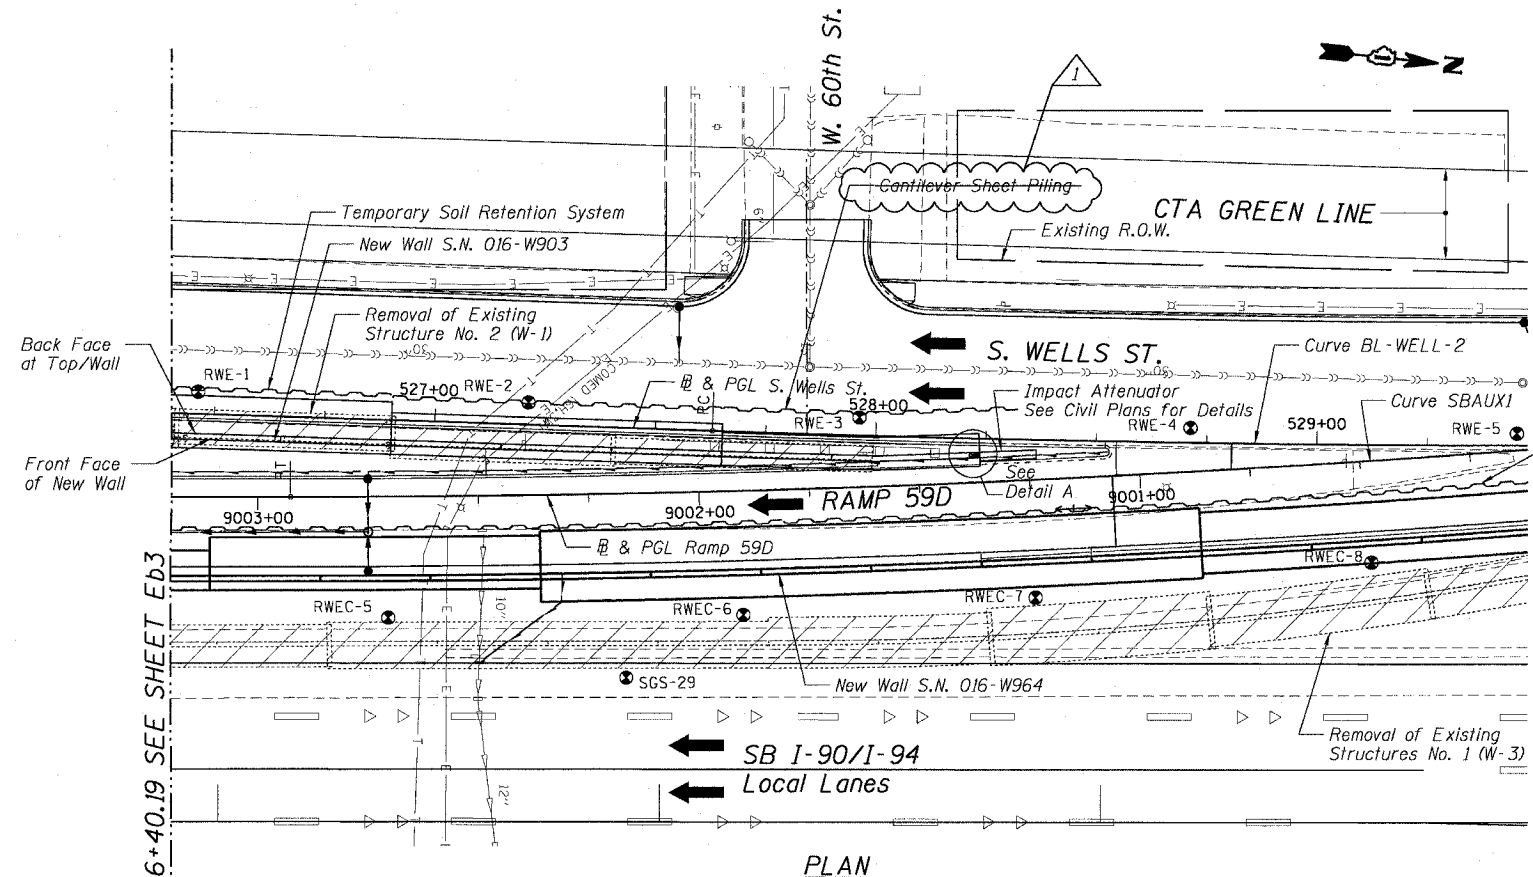 W. 60th St.
1
N
Cantilever Sheet Piling
CTA GREEN LINE
Existing R.O.W.
Temporary Soil Retention System
New Wall S.N. 016-W903
6"
Removal of Existing
Structure No. 2 (W-1)
Back Face
at Top/Wall
30"
30"
S. WELLS ST.
Curve BL-WELL-2
RWE-1
527+00
RWE-2
& PGL S. Wells St.
PC
RWE-3
528+00
Impact Attenuator
See Civil Plans for Details
RWE-4
529+00
Curve SBAUX1
RWE-5
Front Face
of New Wall
See
Detail A
RAMP 59D
9003+00
9002+00
9001+00
& PGL Ramp 59D
RWEC-5
10"
RWEC-6
RWEC-7
RWEC-8
SGS-29
New Wall S.N. 016-W964
Removal of Existing
Structures No. 1 (W-3)
SB I-90/I-94
Local Lanes
12"
6+40.19 SEE SHEET Eb3
PLAN